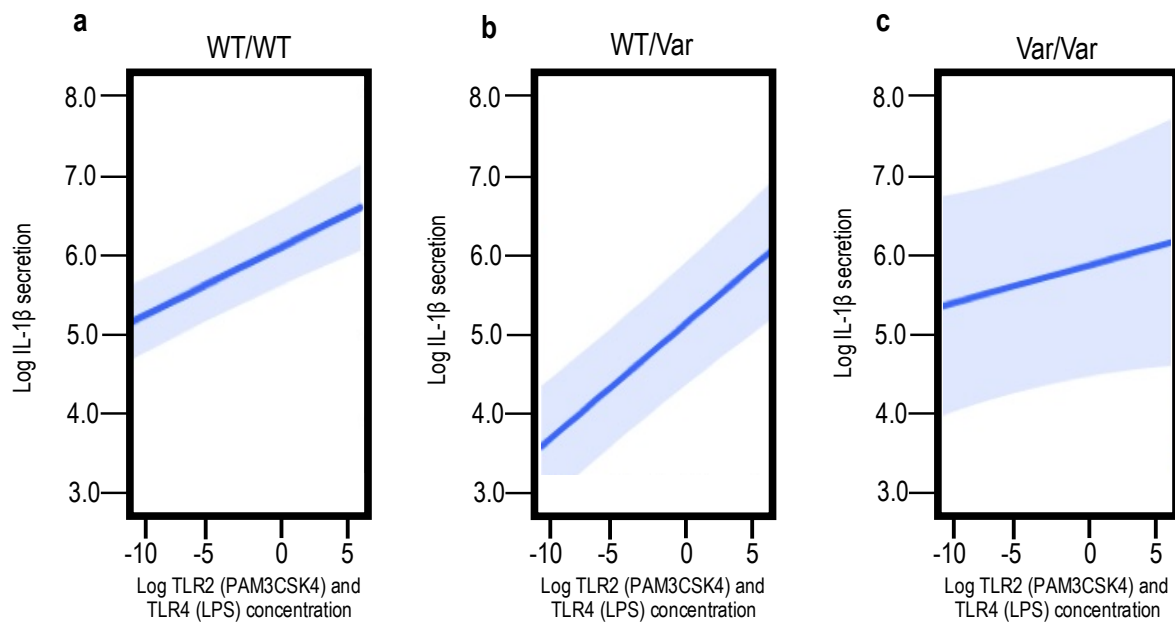 a
WT/WT
8.0
7.0
6.0
5.0
4.0
3.0
Log IL-1β secretion
-10 -5 0 5
Log TLR2 (PAM3CSK4) and
TLR4 (LPS) concentration
b
WT/Var
8.0
7.0
6.0
5.0
4.0
3.0
Log IL-1β secretion
-10 -5 0 5
Log TLR2 (PAM3CSK4) and
TLR4 (LPS) concentration
c
Var/Var
8.0
7.0
6.0
5.0
4.0
3.0
Log IL-1β secretion
-10 -5 0 5
Log TLR2 (PAM3CSK4) and
TLR4 (LPS) concentration